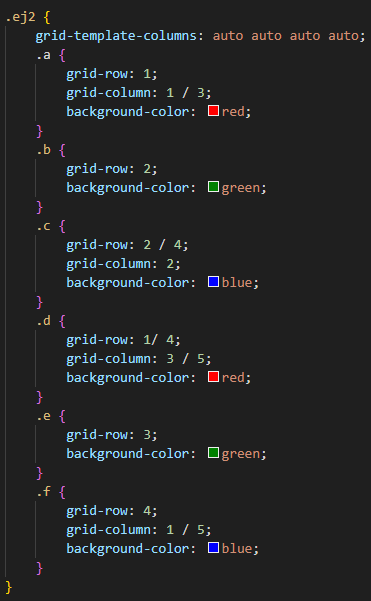 .ej2 {
    grid-template-columns: auto auto auto auto;
    .a {
        grid-row: 1;
        grid-column: 1 / 3;
        background-color: red;
    }
    .b {
        grid-row: 2;
        background-color: green;
    }
    .c {
        grid-row: 2 / 4;
        grid-column: 2;
        background-color: blue;
    }
    .d {
        grid-row: 1/ 4;
        grid-column: 3 / 5;
        background-color: red;
    }
    .e {
        grid-row: 3;
        background-color: green;
    }
    .f {
        grid-row: 4;
        grid-column: 1 / 5;
        background-color: blue;
    }
}